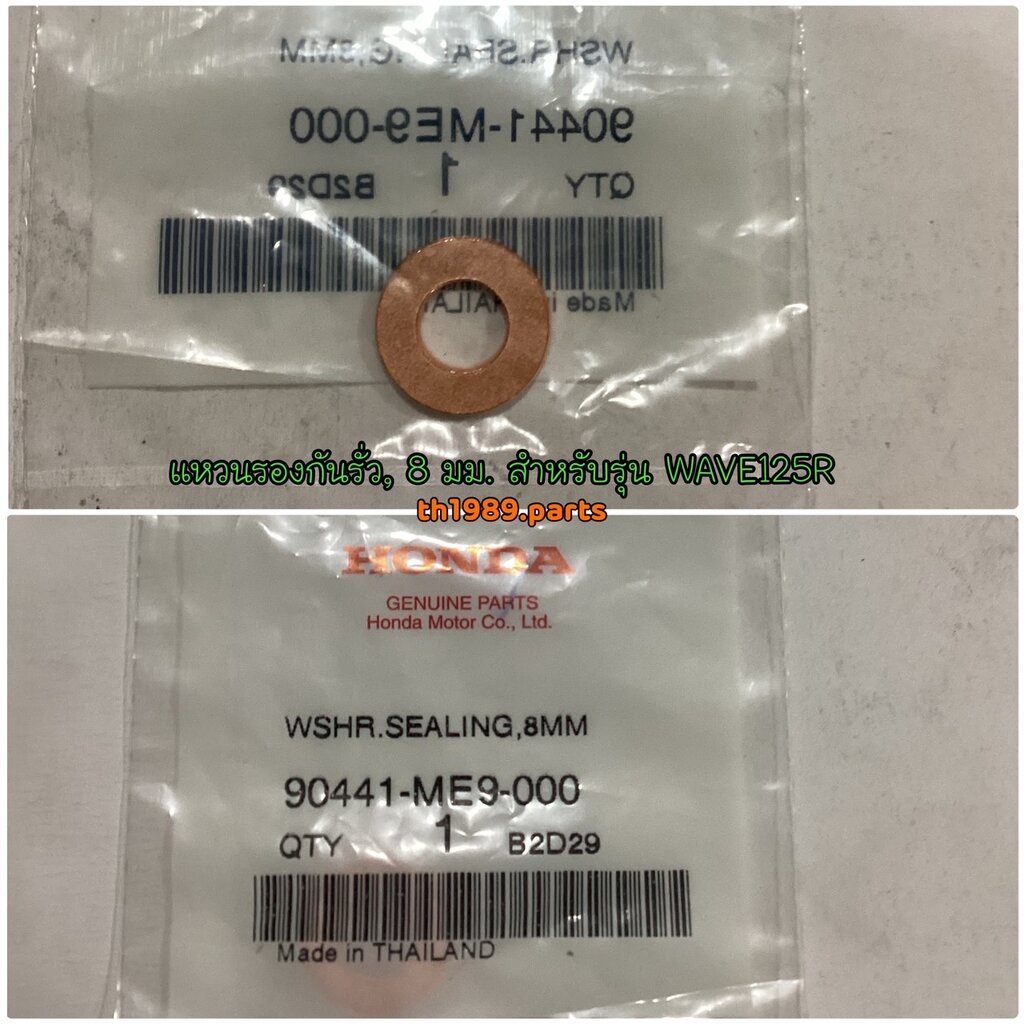 WSHR.SEALING,8MM
90441-ME9-000
QTY 1 B2D29
Made in THAILAND
แหวนรองกันรั่ว, 8 มม. สำหรับรุ่น WAVE125R
th1989.parts
HONDA
GENUINE PARTS
Honda Motor Co., Ltd.
WSHR.SEALING,8MM
90441-ME9-000
QTY 1 B2D29
Made in THAILAND